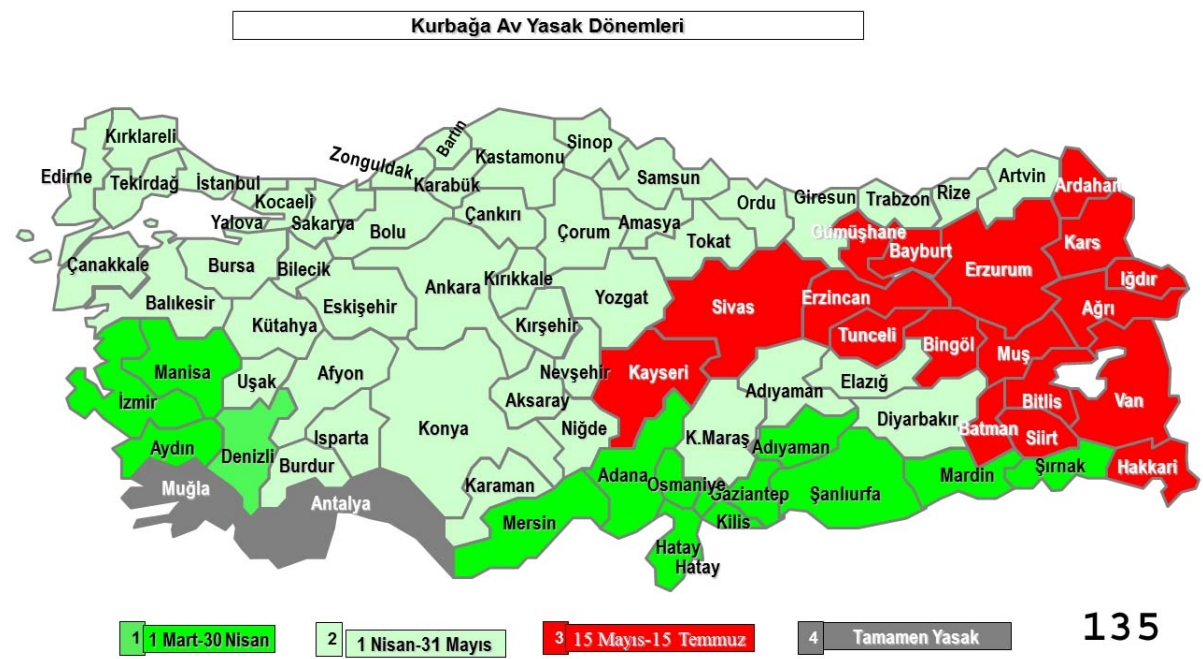 Kurbağa Av Yasak Dönemleri
Kırklareli
Edirne
Tekirdağ
İstanbul
Kocaeli
Yalova
Sakarya
Zonguldak
Bartın
Karabük
Kastamonu
Sinop
Samsun
Ordu
Giresun
Trabzon
Rize
Artvin
Ardahan
Çanakkale
Bursa
Bilecik
Bolu
Çankırı
Çorum
Amasya
Tokat
Gümüşhane
Bayburt
Erzurum
Kars
Iğdır
Balıkesir
Kütahya
Eskişehir
Ankara
Kırıkkale
Kırşehir
Yozgat
Sivas
Erzincan
Tunceli
Bingöl
Muş
Ağrı
Manisa
Uşak
Afyon
Aksaray
Nevşehir
Kayseri
Adıyaman
Elazığ
Diyarbakır
Batman
Bitlis
Siirt
Van
İzmir
Aydın
Denizli
Isparta
Burdur
Konya
Niğde
K.Maraş
Adıyaman
Mardin
Şırnak
Hakkari
Muğla
Antalya
Karaman
Mersin
Adana
Osmaniye
Gaziantep
Kilis
Şanlıurfa
Hatay
Hatay
1 1 Mart-30 Nisan
2 1 Nisan-31 Mayıs
3 15 Mayıs-15 Temmuz
4 Tamamen Yasak
135